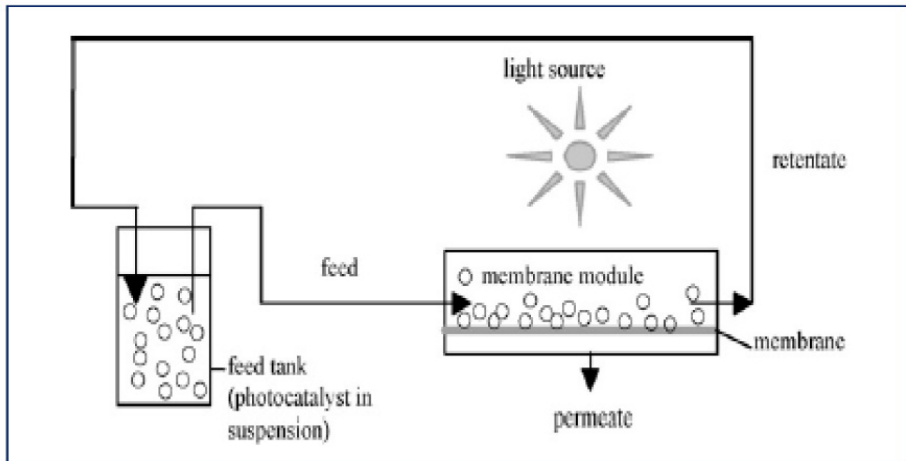 light source
retentate
feed
membrane module
membrane
feed tank
(photocatalyst in
suspension)
permeate